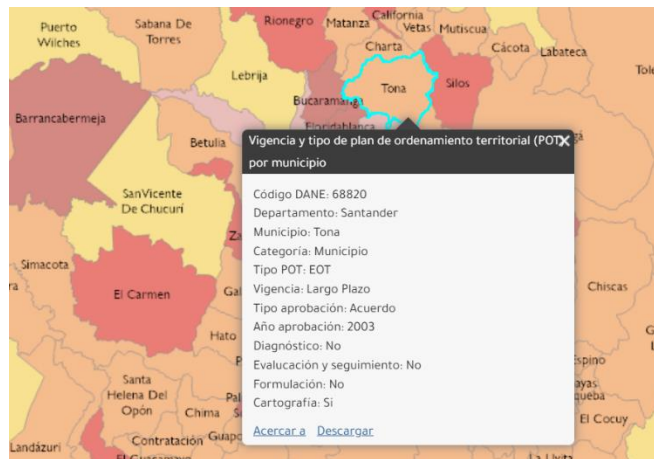 Puerto
Wilches
Sabana De
Torres
Rionegro
Matanza
California
Vetas
Mutiscua
Charta
Cácota
Labateca
Lebrija
Tona
Silos
Bucaramanga
Floridablanca
Barrancabermeja
Betulia
San Vicente
De Chucurí
Simacota
El Carmen
Hato
Chiscas
Santa
Helena Del
Opón
Chima
El Cocuy
Landázuri
Contratación
Vigencia y tipo de plan de ordenamiento territorial (POT)
por municipio
Código DANE: 68820
Departamento: Santander
Municipio: Tona
Categoría: Municipio
Tipo POT: EOT
Vigencia: Largo Plazo
Tipo aprobación: Acuerdo
Año aprobación: 2003
Diagnóstico: No
Evalucación y seguimiento: No
Formulación: No
Cartografía: Si
Acercar a Descargar